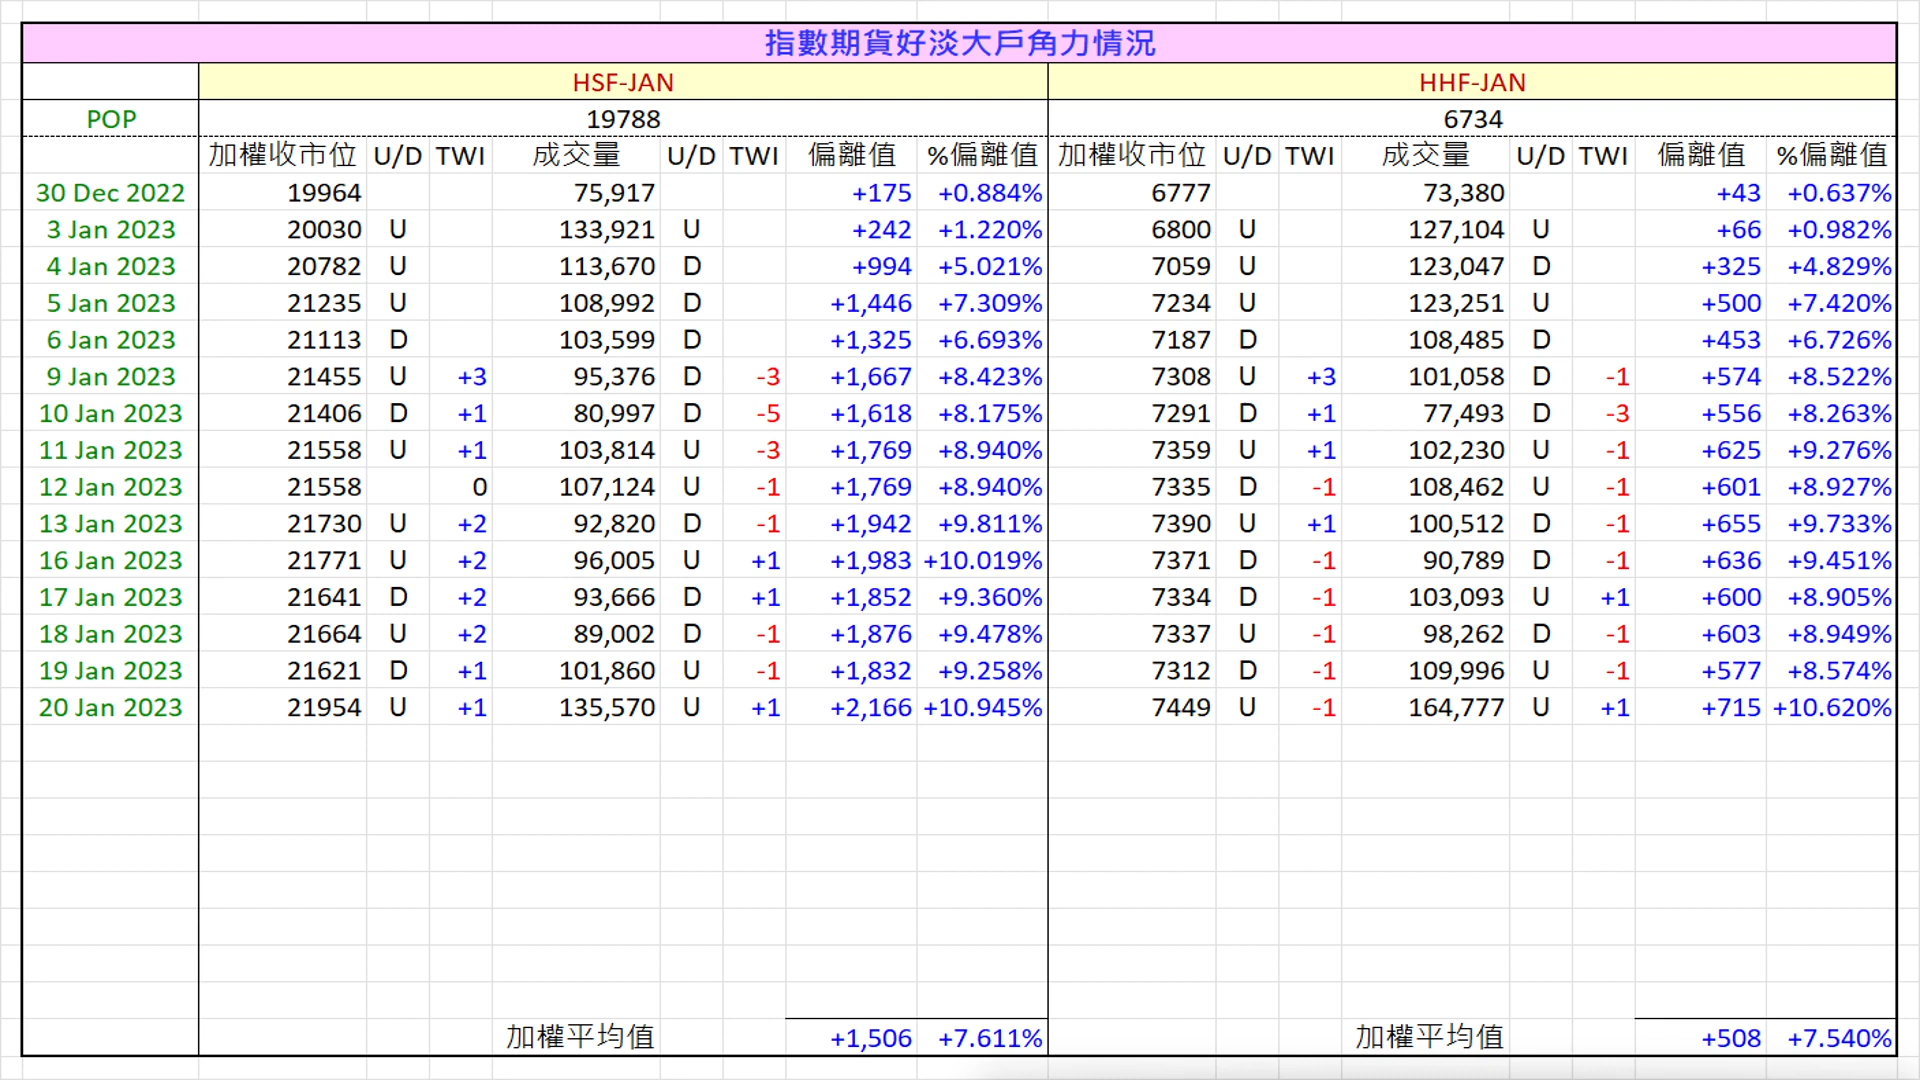 指數期貨好淡大戶角力情況
HSF-JAN HHF-JAN
POP 19788 6734
加權收市位 U/D TWI 成交量 U/D TWI 偏離值 %偏離值 加權收市位 U/D TWI 成交量 U/D TWI 偏離值 %偏離值
30 Dec 2022 19964 75,917 +175 +0.884% 6777 73,380 +43 +0.637%
3 Jan 2023 20030 U 133,921 U +242 +1.220% 6800 U 127,104 U +66 +0.982%
4 Jan 2023 20782 U 113,670 D +994 +5.021% 7059 U 123,047 D +325 +4.829%
5 Jan 2023 21235 U 108,992 D +1,446 +7.309% 7234 U 123,251 U +500 +7.420%
6 Jan 2023 21113 D 103,599 D +1,325 +6.693% 7187 D 108,485 D +453 +6.726%
9 Jan 2023 21455 U +3 95,376 D -3 +1,667 +8.423% 7308 U +3 101,058 D -1 +574 +8.522%
10 Jan 2023 21406 D +1 80,997 D -5 +1,618 +8.175% 7291 D +1 77,493 D -3 +556 +8.263%
11 Jan 2023 21558 U +1 103,814 U -3 +1,769 +8.940% 7359 U +1 102,230 U -1 +625 +9.276%
12 Jan 2023 21558 0 107,124 U -1 +1,769 +8.940% 7335 D -1 108,462 U -1 +601 +8.927%
13 Jan 2023 21730 U +2 92,820 D -1 +1,942 +9.811% 7390 U +1 100,512 D -1 +655 +9.733%
16 Jan 2023 21771 U +2 96,005 U +1 +1,983 +10.019% 7371 D -1 90,789 D -1 +636 +9.451%
17 Jan 2023 21641 D +2 93,666 D +1 +1,852 +9.360% 7334 D -1 103,093 U +1 +600 +8.905%
18 Jan 2023 21664 U +2 89,002 D -1 +1,876 +9.478% 7337 U -1 98,262 D -1 +603 +8.949%
19 Jan 2023 21621 D +1 101,860 U -1 +1,832 +9.258% 7312 D -1 109,996 U -1 +577 +8.574%
20 Jan 2023 21954 U +1 135,570 U +1 +2,166 +10.945% 7449 U -1 164,777 U +1 +715 +10.620%
加權平均值 +1,506 +7.611% 加權平均值 +508 +7.540%